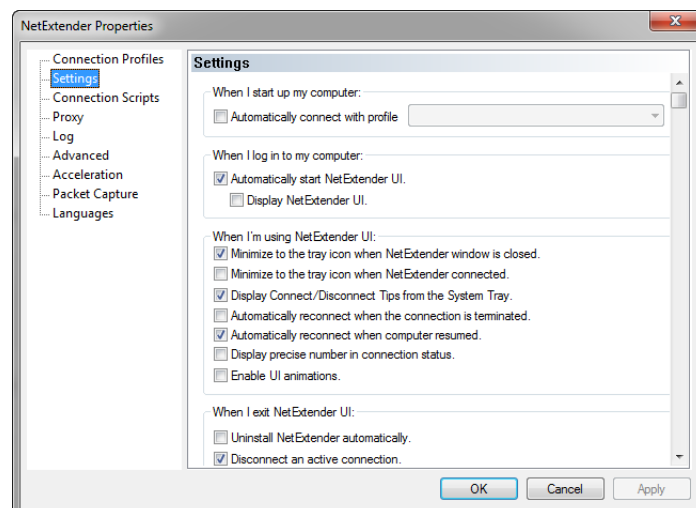 NetExtender Properties
Connection Profiles
Settings
Connection Scripts
Proxy
Log
Advanced
Acceleration
Packet Capture
Languages
Settings
When I start up my computer:
Automatically connect with profile
When I log in to my computer:
Automatically start NetExtender UI.
Display NetExtender UI.
When I'm using NetExtender UI:
Minimize to the tray icon when NetExtender window is closed.
Minimize to the tray icon when NetExtender connected.
Display Connect/Disconnect Tips from the System Tray.
Automatically reconnect when the connection is terminated.
Automatically reconnect when computer resumed.
Display precise number in connection status.
Enable UI animations.
When I exit NetExtender UI:
Uninstall NetExtender automatically.
Disconnect an active connection.
OK Cancel Apply